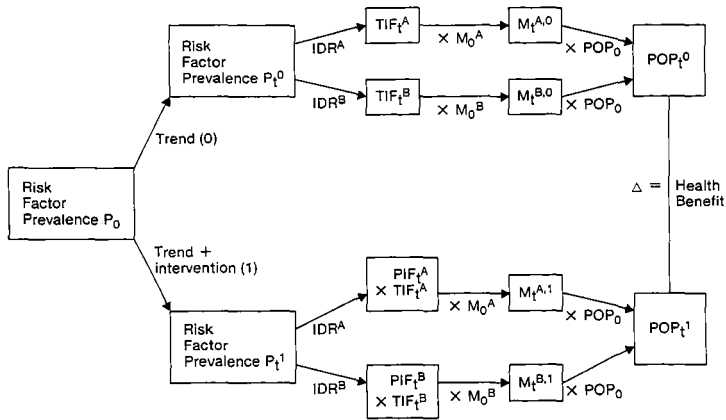 Risk
Factor
Prevalence P₀
Trend (0)
Trend +
intervention (1)
Risk
Factor
Prevalence Pt⁰
IDRᴬ
IDRᴮ
TIFtᴬ
× M₀ᴬ
Mtᴬ,⁰
× POP₀
TIFtᴮ
× M₀ᴮ
Mtᴮ,⁰
× POP₀
POPt⁰
Δ = Health
Benefit
Risk
Factor
Prevalence Pt¹
IDRᴬ
IDRᴮ
PIFtᴬ
× TIFtᴬ
× M₀ᴬ
Mtᴬ,¹
× POP₀
PIFtᴮ
× TIFtᴮ
× M₀ᴮ
Mtᴮ,¹
× POP₀
POPt¹